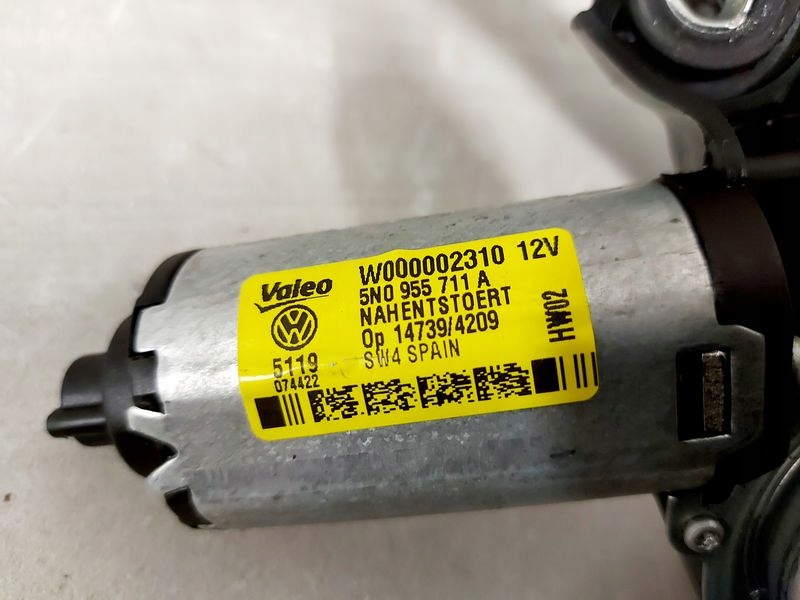 Valeo
W000002310 12V
5N0 955 711 A
NAHENTSTOERT
Op 14739/4209
SW4 SPAIN
HW02
5119
074422